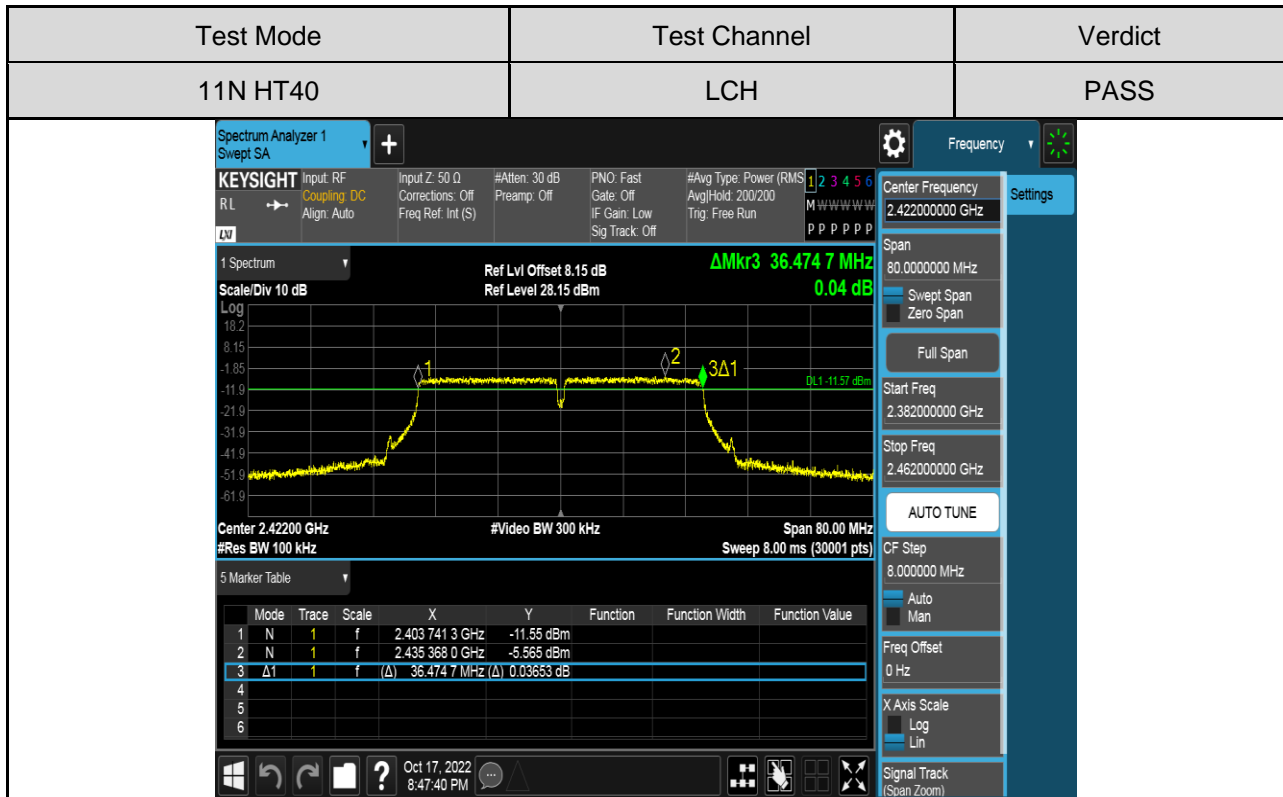 Test Mode Test Channel Verdict
11N HT40 LCH PASS
Spectrum Analyzer 1
Swept SA
+
Frequency
KEYSIGHT Input: RF Input Z: 50 Ω #Atten: 30 dB PNO: Fast #Avg Type: Power (RMS 1 2 3 4 5 6
RL Coupling: DC Corrections: Off Preamp: Off Gate: Off Avg|Hold: 200/200 M W W W W W
Align: Auto Freq Ref: Int (S) IF Gain: Low Trig: Free Run
LXI Sig Track: Off P P P P P P
1 Spectrum
Ref Lvl Offset 8.15 dB ΔMkr3 36.474 7 MHz
Scale/Div 10 dB Ref Level 28.15 dBm 0.04 dB
Log
18.2
8.15
-1.85
-11.9
-21.9
-31.9
-41.9
-51.9
-61.9
1
2
3Δ1
DL1 -11.57 dBm
Center 2.42200 GHz #Video BW 300 kHz Span 80.00 MHz
#Res BW 100 kHz Sweep 8.00 ms (30001 pts)
5 Marker Table
Mode Trace Scale X Y Function Function Width Function Value
1 N 1 f 2.403 741 3 GHz -11.55 dBm
2 N 1 f 2.435 368 0 GHz -5.565 dBm
3 Δ1 1 f (Δ) 36.474 7 MHz (Δ) 0.03653 dB
4
5
6
?
Oct 17, 2022
8:47:40 PM
Center Frequency
2.422000000 GHz
Settings
Span
80.0000000 MHz
Swept Span
Zero Span
Full Span
Start Freq
2.382000000 GHz
Stop Freq
2.462000000 GHz
AUTO TUNE
CF Step
8.000000 MHz
Auto
Man
Freq Offset
0 Hz
X Axis Scale
Log
Lin
Signal Track
(Span Zoom)